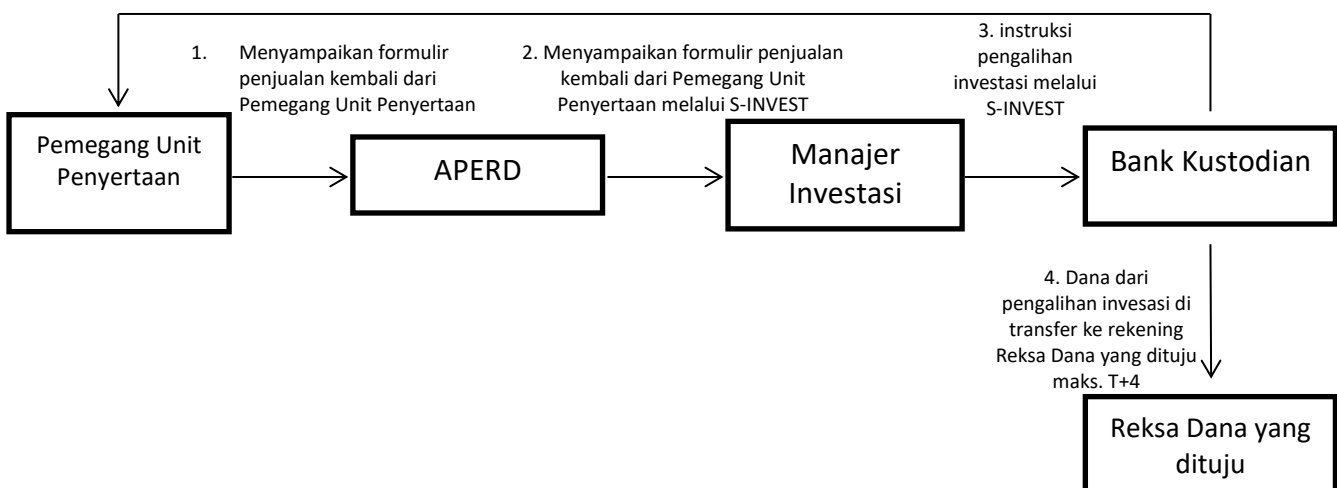 1. Menyampaikan formulir
penjualan kembali dari
Pemegang Unit Penyertaan
2. Menyampaikan formulir penjualan
kembali dari Pemegang Unit
Penyertaan melalui S-INVEST
3. instruksi
pengalihan
investasi melalui
S-INVEST
Pemegang Unit
Penyertaan
APERD
Manajer
Investasi
Bank Kustodian
4. Dana dari
pengalihan invesasi di
transfer ke rekening
Reksa Dana yang dituju
maks. T+4
Reksa Dana yang
dituju